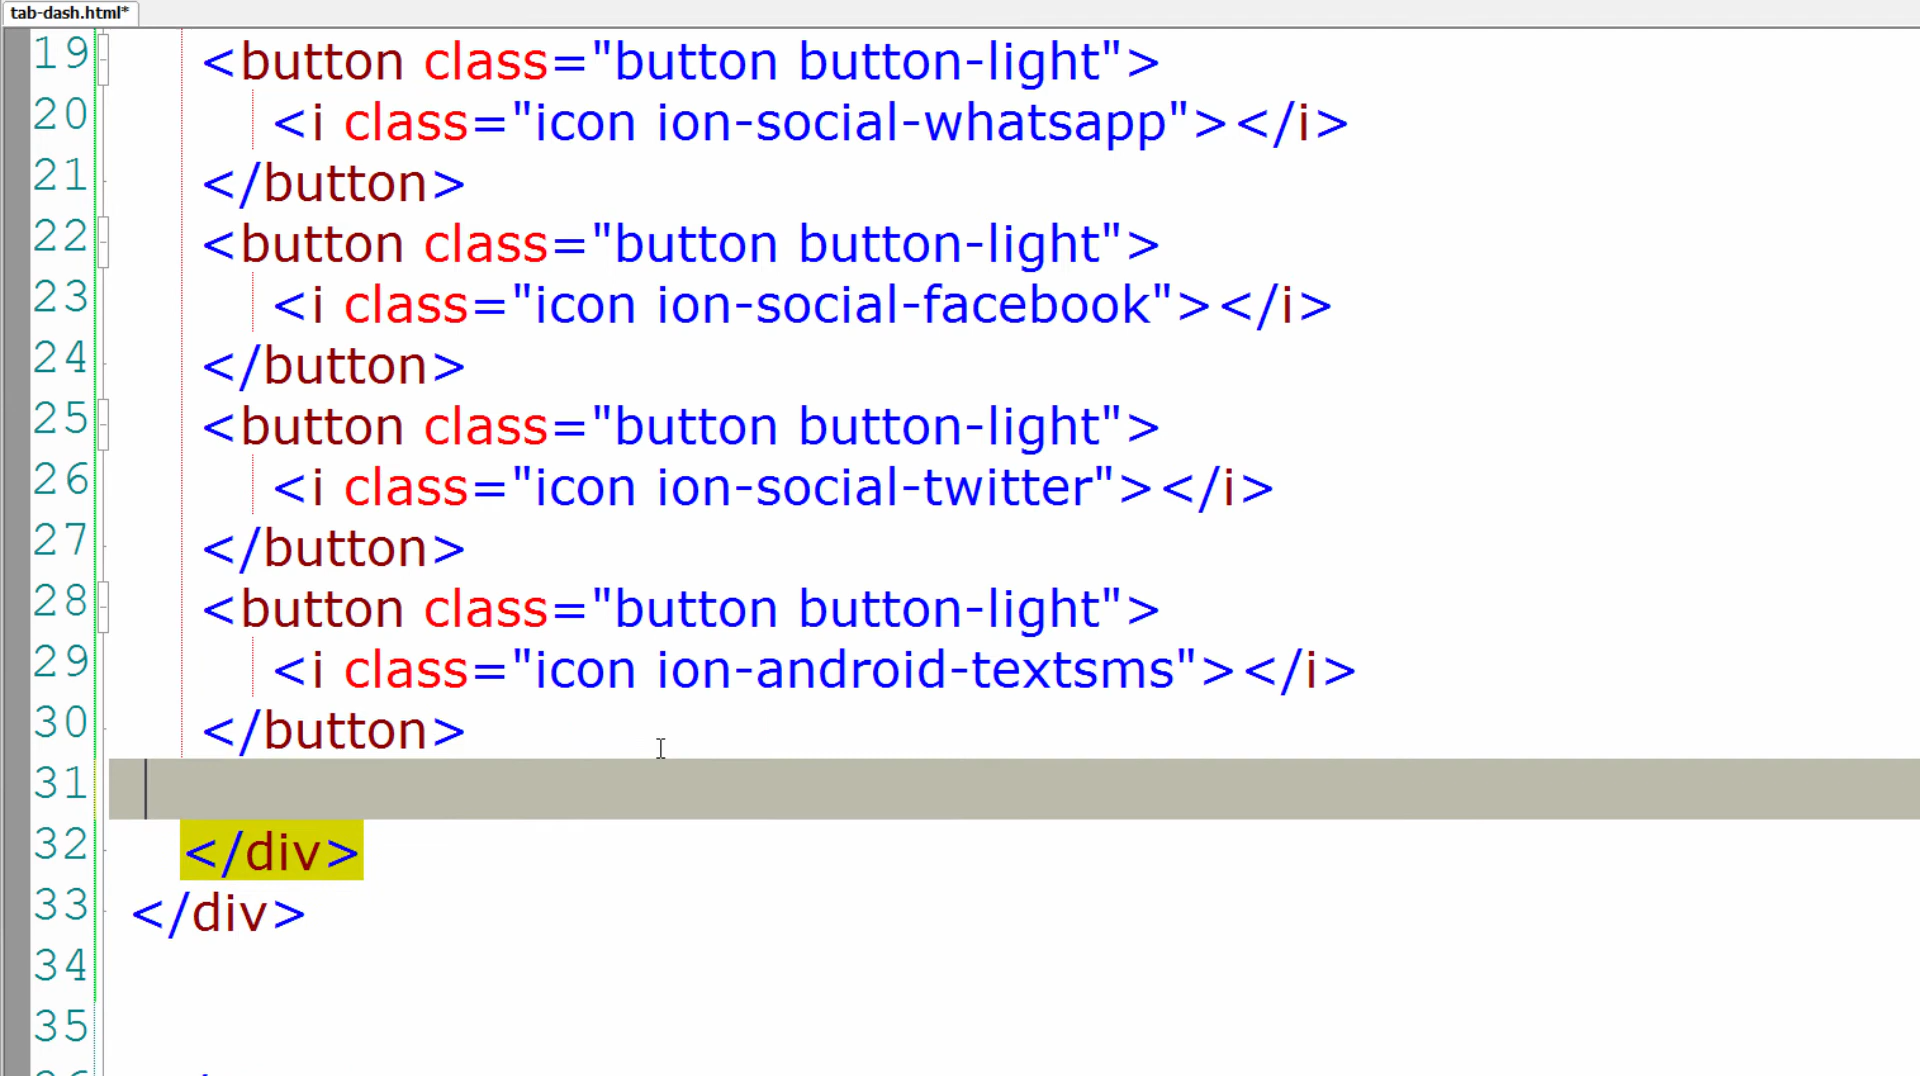 tab-dash.html*
19 <button class="button button-light">
20 <i class="icon ion-social-whatsapp"></i>
21 </button>
22 <button class="button button-light">
23 <i class="icon ion-social-facebook"></i>
24 </button>
25 <button class="button button-light">
26 <i class="icon ion-social-twitter"></i>
27 </button>
28 <button class="button button-light">
29 <i class="icon ion-android-textsms"></i>
30 </button>
31
32 </div>
33 </div>
34
35